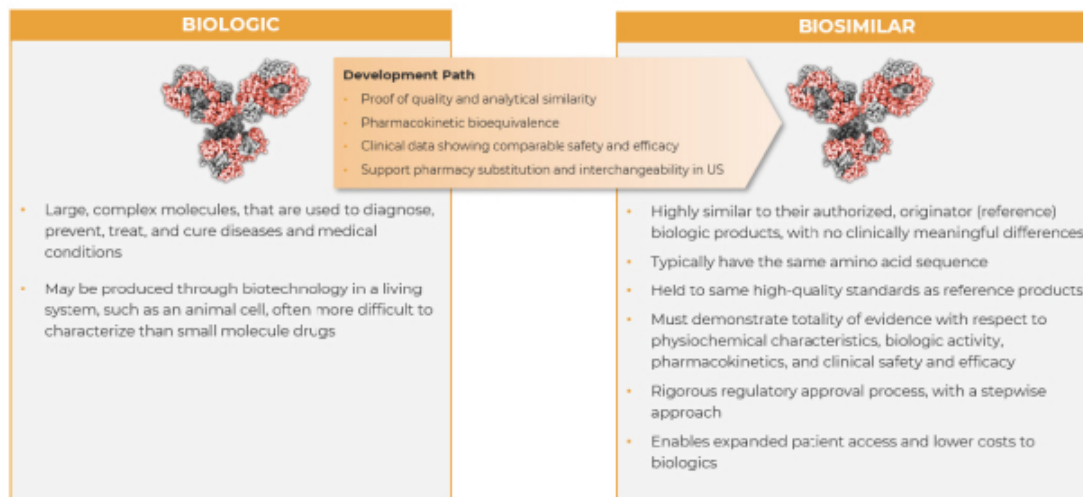 BIOLOGIC
Development Path
Proof of quality and analytical similarity
Pharmacokinetic bioequivalence
Clinical data showing comparable safety and efficacy
Support pharmacy substitution and interchangeability in US
Large, complex molecules, that are used to diagnose,
prevent, treat, and cure diseases and medical
conditions
May be produced through biotechnology in a living
system, such as an animal cell, often more difficult to
characterize than small molecule drugs
BIOSIMILAR
Highly similar to their authorized, originator (reference)
biologic products, with no clinically meaningful differences
Typically have the same amino acid sequence
Held to same high-quality standards as reference products
Must demonstrate totality of evidence with respect to
physiochemical characteristics, biologic activity,
pharmacokinetics, and clinical safety and efficacy
Rigorous regulatory approval process, with a stepwise
approach
Enables expanded patient access and lower costs to
biologics